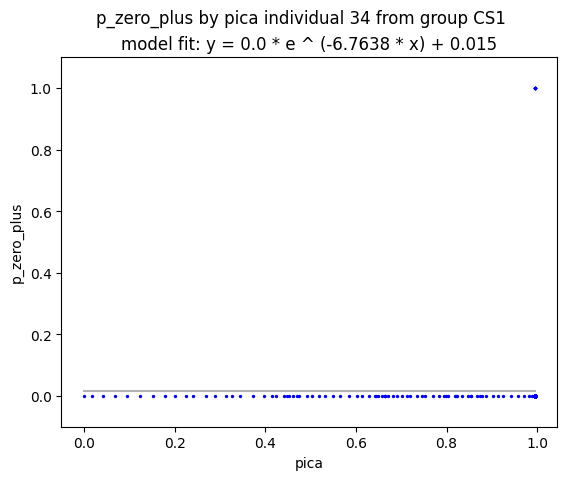 p_zero_plus by pica individual 34 from group CS1
model fit: y = 0.0 * e ^ (-6.7638 * x) + 0.015
1.0
0.8
0.6
0.4
0.2
0.0
p_zero_plus
0.0 0.2 0.4 0.6 0.8 1.0
pica